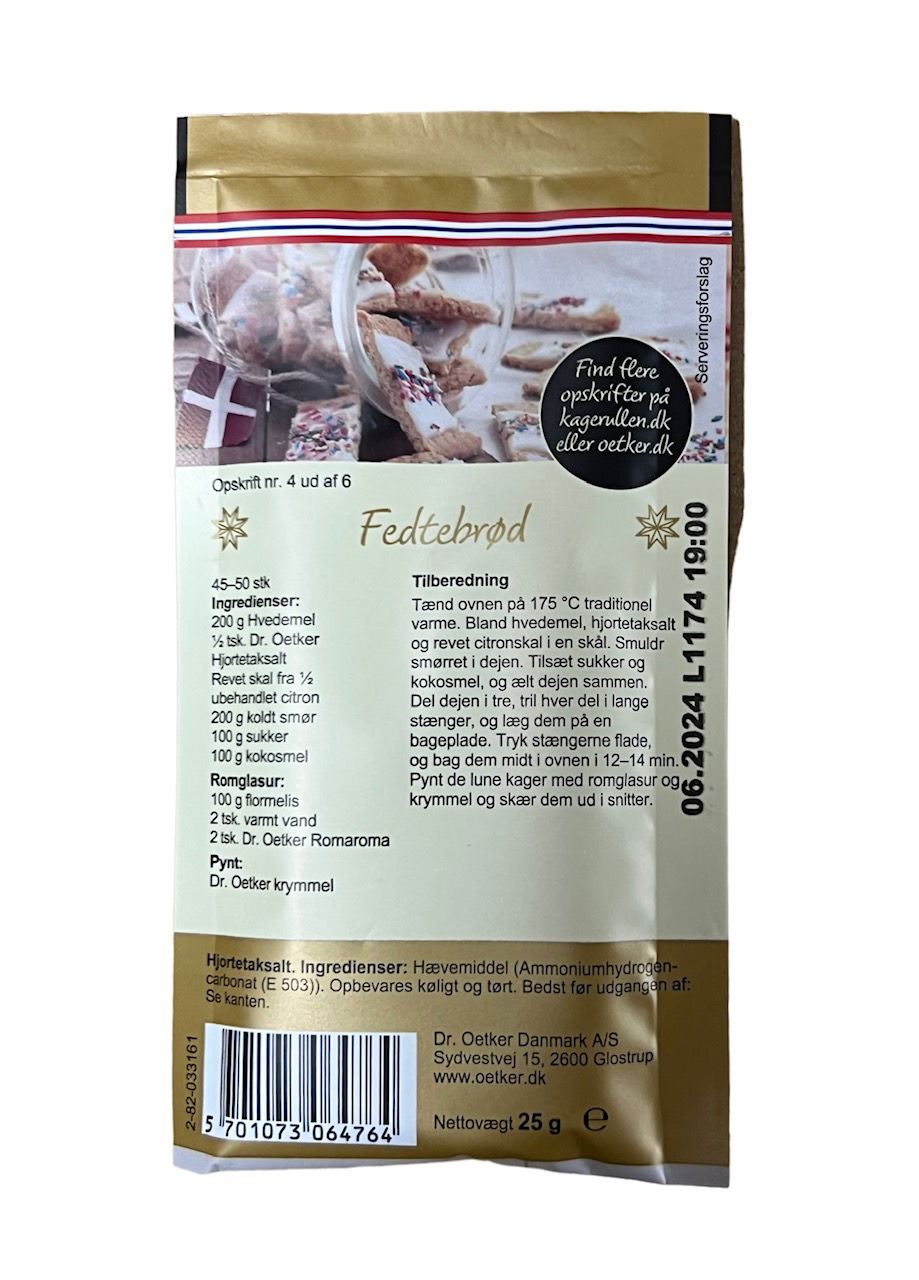 Serveringsforslag
Find flere
opskrifter på
kagerullen.dk
eller oetker.dk
Opskrift nr. 4 ud af 6
Fedtebrød
45–50 stk
Ingredienser:
200 g Hvedemel
½ tsk. Dr. Oetker
Hjortetaksalt
Revet skal fra ½
ubehandlet citron
200 g koldt smør
100 g sukker
100 g kokosmel
Romglasur:
100 g flormelis
2 tsk. varmt vand
2 tsk. Dr. Oetker Romaroma
Pynt:
Dr. Oetker krymmel
Tilberedning
Tænd ovnen på 175 °C traditionel
varme. Bland hvedemel, hjortetaksalt
og revet citronskal i en skål. Smuldr
smørret i dejen. Tilsæt sukker og
kokosmel, og ælt dejen sammen.
Del dejen i tre, tril hver del i lange
stænger, og læg dem på en
bageplade. Tryk stængerne flade,
og bag dem midt i ovnen i 12–14 min.
Pynt de lune kager med romglasur og
krymmel og skær dem ud i snitter.
06.2024 L1174 19:00
Hjortetaksalt. Ingredienser: Hævemiddel (Ammoniumhydrogen-
carbonat (E 503)). Opbevares køligt og tørt. Bedst før udgangen af:
Se kanten.
2-82-033161
5 701073 064764
Dr. Oetker Danmark A/S
Sydvestvej 15, 2600 Glostrup
www.oetker.dk
Nettovægt 25 g e